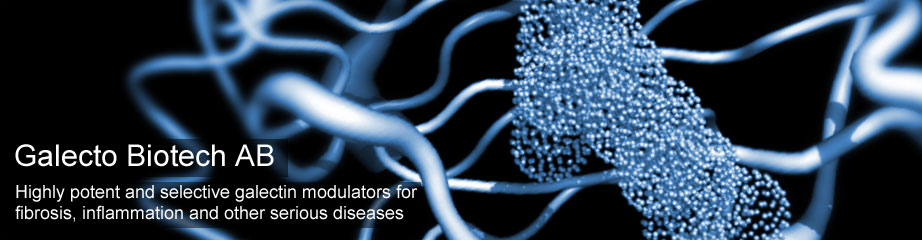 Galecto Biotech AB
Highly potent and selective galectin modulators for
fibrosis, inflammation and other serious diseases